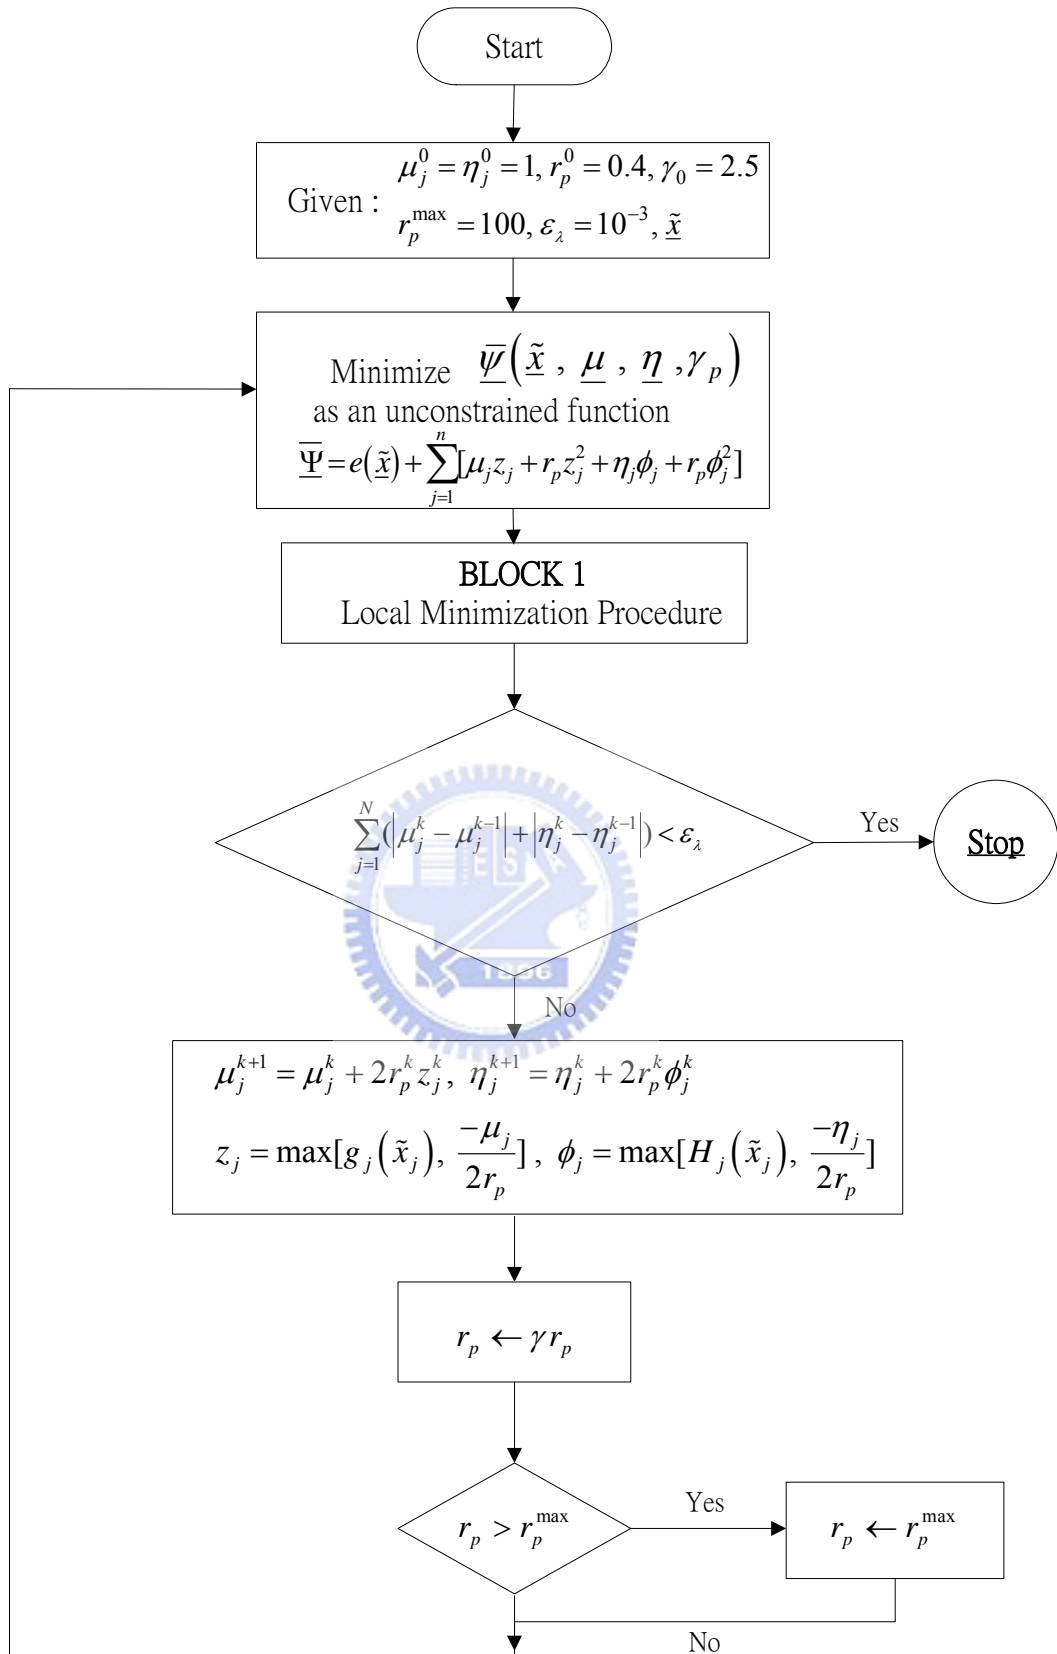 Start
Given : μ_j^0 = η_j^0 = 1, r_p^0 = 0.4, γ_0 = 2.5
r_p^max = 100, ε_λ = 10^−3, x̃
Minimize ψ̄(x̃ , μ , η , γ_p)
as an unconstrained function
Ψ̄ = e(x̃) + ∑_{j=1}^{n}[μ_j z_j + r_p z_j^2 + η_j ϕ_j + r_p ϕ_j^2]
BLOCK 1
Local Minimization Procedure
∑_{j=1}^{N}(|μ_j^k − μ_j^{k−1}| + |η_j^k − η_j^{k−1}|) < ε_λ
Yes
Stop
ES
1896
No
μ_j^{k+1} = μ_j^k + 2r_p^k z_j^k, η_j^{k+1} = η_j^k + 2r_p^k ϕ_j^k
z_j = max[g_j(x̃_j), −μ_j/2r_p] , ϕ_j = max[H_j(x̃_j), −η_j/2r_p]
r_p ← γ r_p
r_p > r_p^max
Yes
r_p ← r_p^max
No